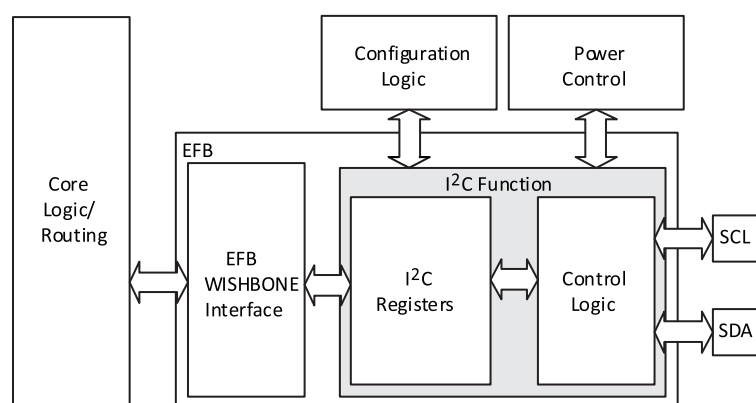 Configuration
Logic
Power
Control
EFB
Core
Logic/
Routing
I²C Function
EFB
WISHBONE
Interface
I²C
Registers
Control
Logic
SCL
SDA